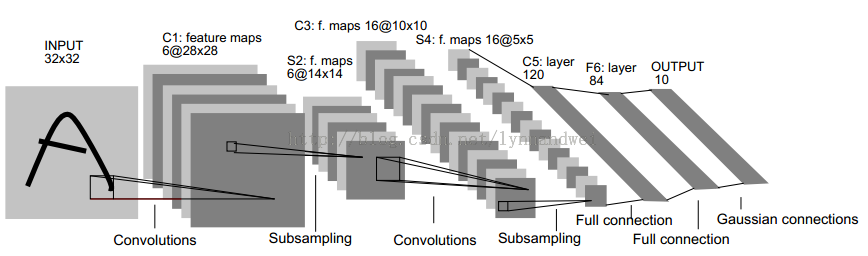 INPUT
32x32
C1: feature maps
6@28x28
S2: f. maps
6@14x14
C3: f. maps 16@10x10
S4: f. maps 16@5x5
C5: layer
120
F6: layer
84
OUTPUT
10
Convolutions
Subsampling
Convolutions
Subsampling
Full connection
Full connection
Gaussian connections